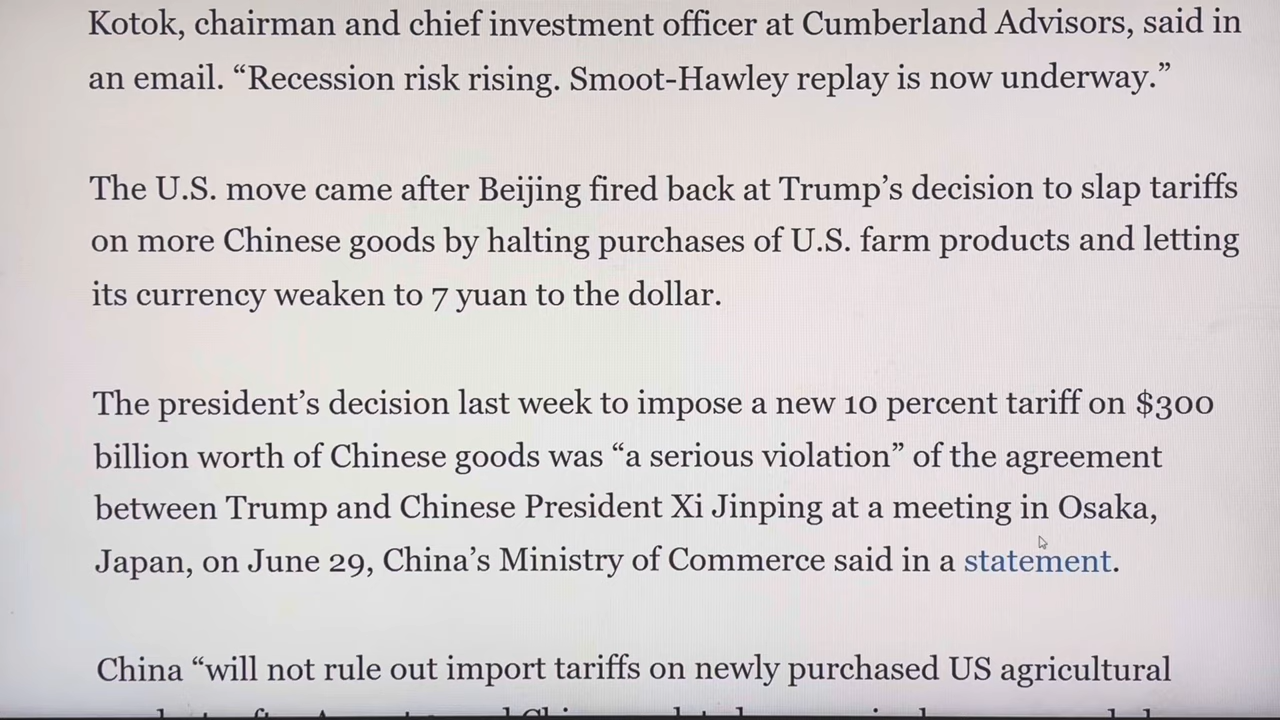 Kotok, chairman and chief investment officer at Cumberland Advisors, said in
an email. “Recession risk rising. Smoot-Hawley replay is now underway.”
The U.S. move came after Beijing fired back at Trump’s decision to slap tariffs
on more Chinese goods by halting purchases of U.S. farm products and letting
its currency weaken to 7 yuan to the dollar.
The president’s decision last week to impose a new 10 percent tariff on $300
billion worth of Chinese goods was “a serious violation” of the agreement
between Trump and Chinese President Xi Jinping at a meeting in Osaka,
Japan, on June 29, China’s Ministry of Commerce said in a statement.
China “will not rule out import tariffs on newly purchased US agricultural